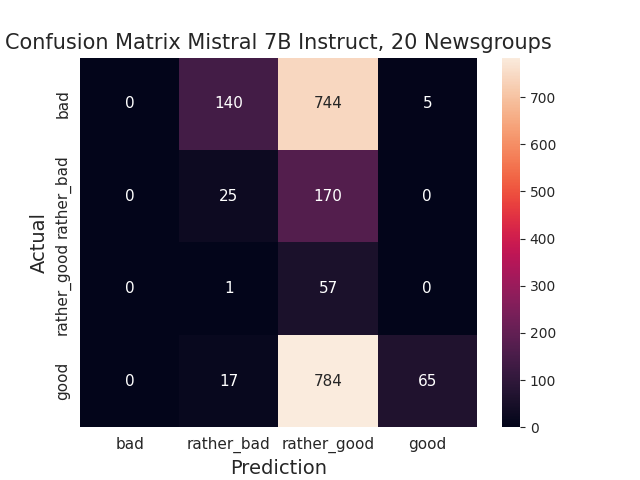 Confusion Matrix Mistral 7B Instruct, 20 Newsgroups
Actual
bad 0 140 744 5
rather_bad 0 25 170 0
rather_good 0 1 57 0
good 0 17 784 65
bad rather_bad rather_good good
Prediction
700
600
500
400
300
200
100
0